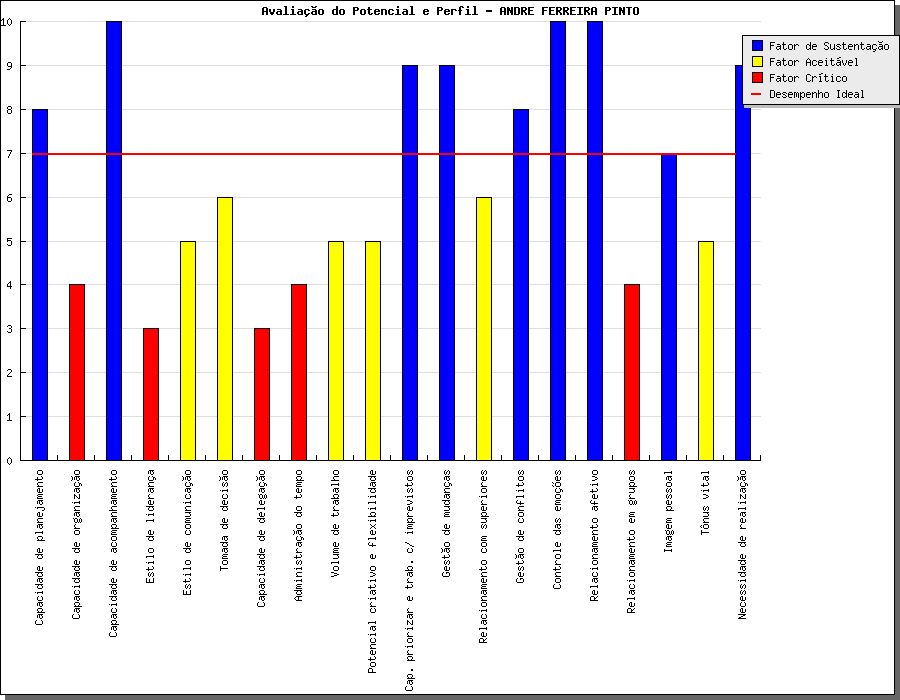 Avaliação do Potencial e Perfil - ANDRE FERREIRA PINTO
Fator de Sustentação
Fator Aceitável
Fator Crítico
Desempenho Ideal
10
9
8
7
6
5
4
3
2
1
0
Capacidade de planejamento
Capacidade de organização
Capacidade de acompanhamento
Estilo de liderança
Estilo de comunicação
Tomada de decisão
Capacidade de delegação
Administração do tempo
Volume de trabalho
Potencial criativo e flexibilidade
Cap. priorizar e trab. c/ imprevistos
Gestão de mudanças
Relacionamento com superiores
Gestão de conflitos
Controle das emoções
Relacionamento afetivo
Relacionamento em grupos
Imagem pessoal
Tônus vital
Necessidade de realização